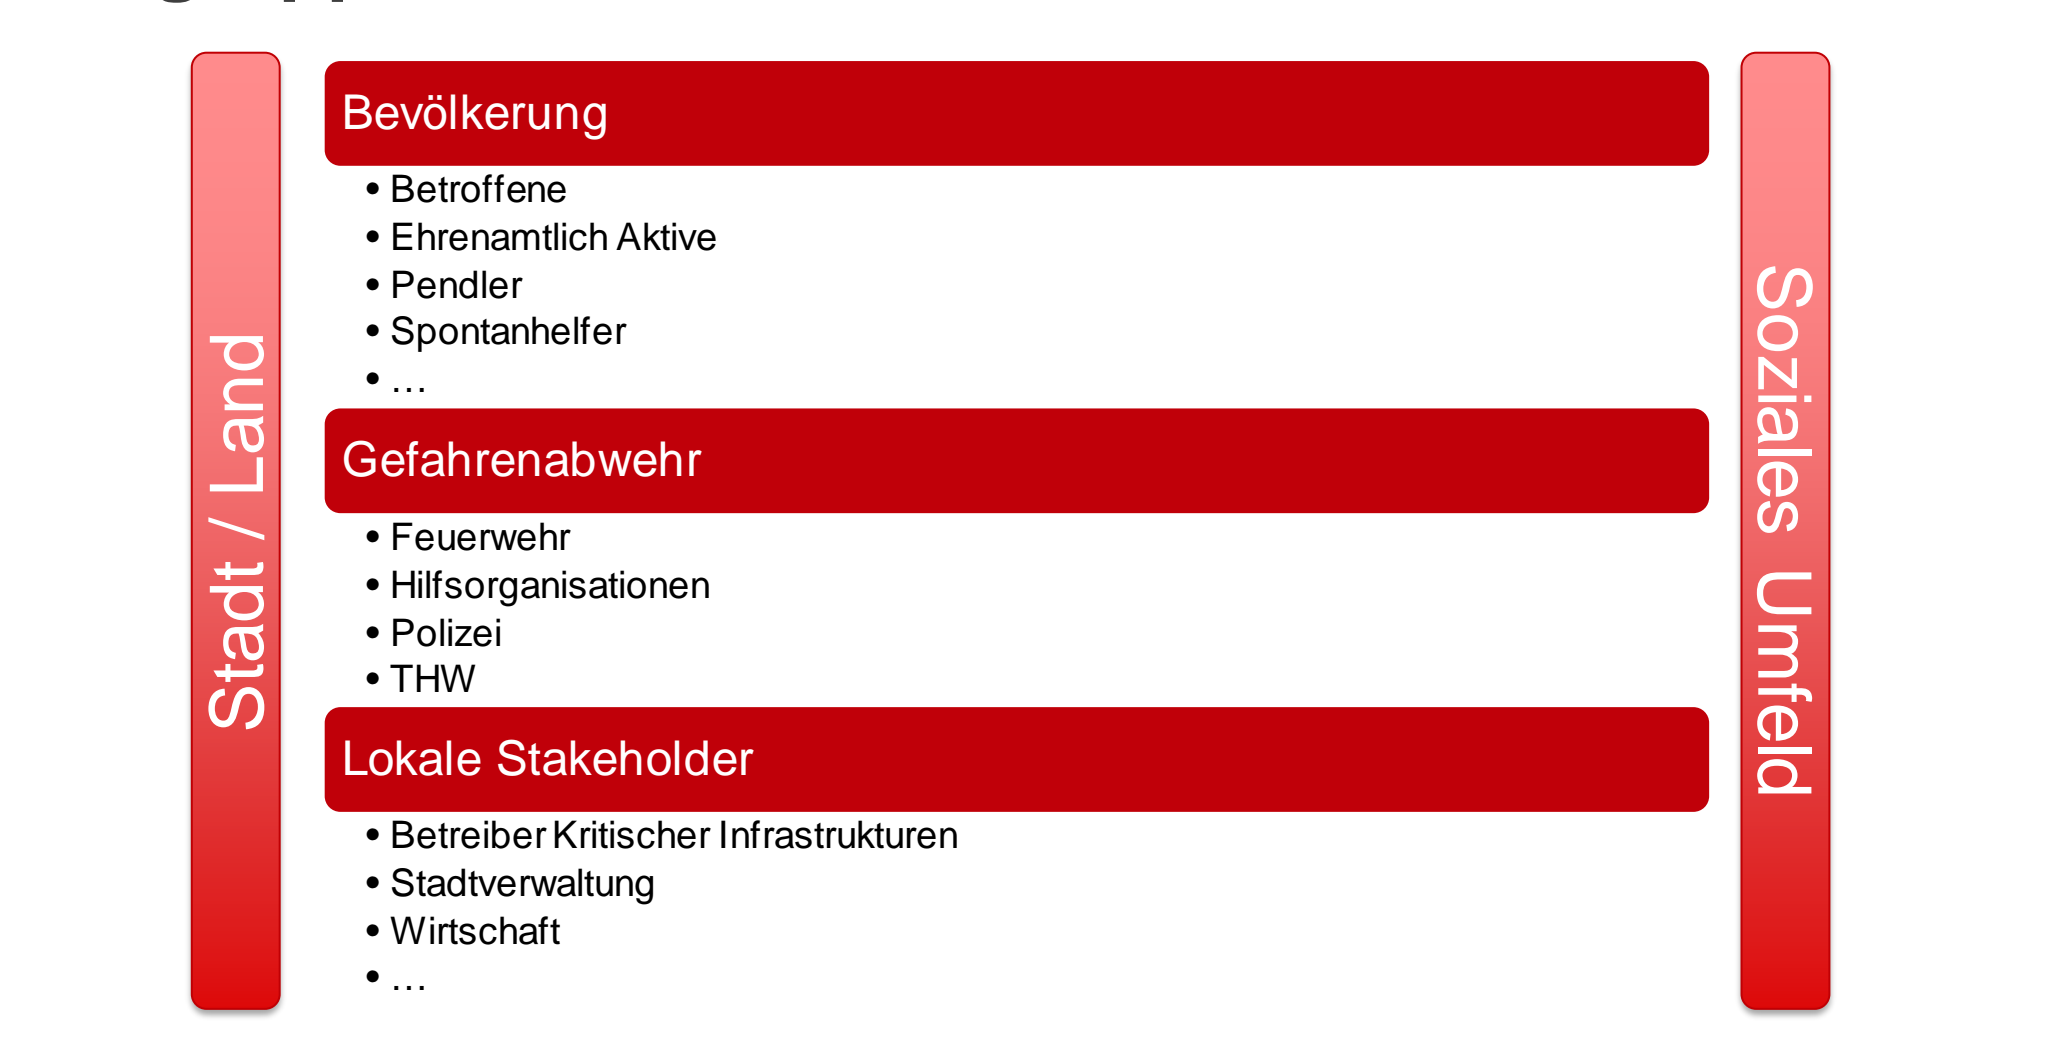 Stadt / Land
Bevölkerung
• Betroffene
• Ehrenamtlich Aktive
• Pendler
• Spontanhelfer
• …
Gefahrenabwehr
• Feuerwehr
• Hilfsorganisationen
• Polizei
• THW
Lokale Stakeholder
• Betreiber Kritischer Infrastrukturen
• Stadtverwaltung
• Wirtschaft
• …
Soziales Umfeld